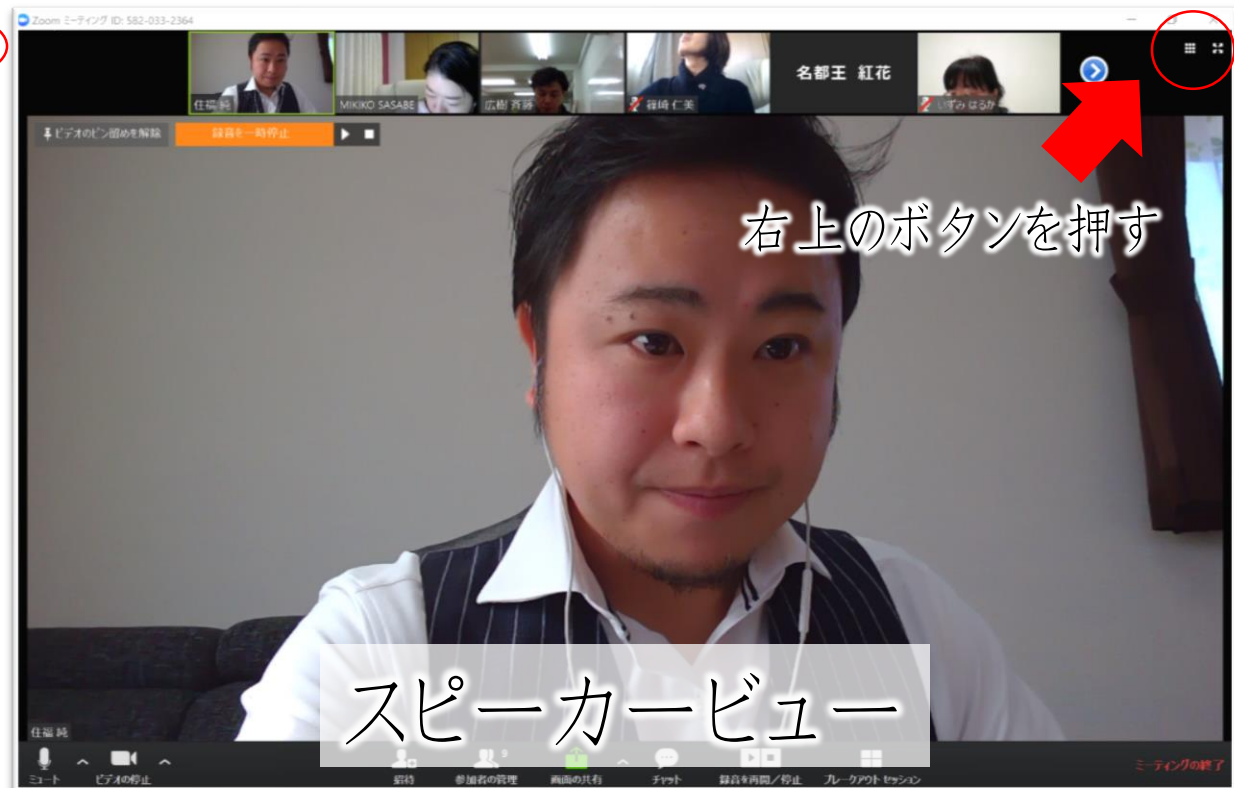 Zoom ミーティング ID: 582-033-2364
住福 純
MIKIKO SASABE
広樹 斉藤
篠崎 仁美
名都王 紅花
いずみ はるか
ビデオのピン留めを解除
録音を一時停止
右上のボタンを押す
スピーカービュー
住福 純
ミュート
ビデオの停止
招待
参加者の管理
9
画面の共有
チャット
録音を再開/停止
ブレークアウト セッション
ミーティングの終了